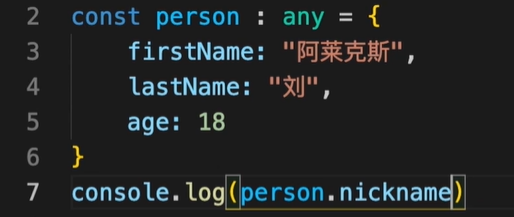 2 const person : any = {
3 firstName: "阿莱克斯",
4 lastName: "刘",
5 age: 18
6 }
7 console.log(person.nickname)